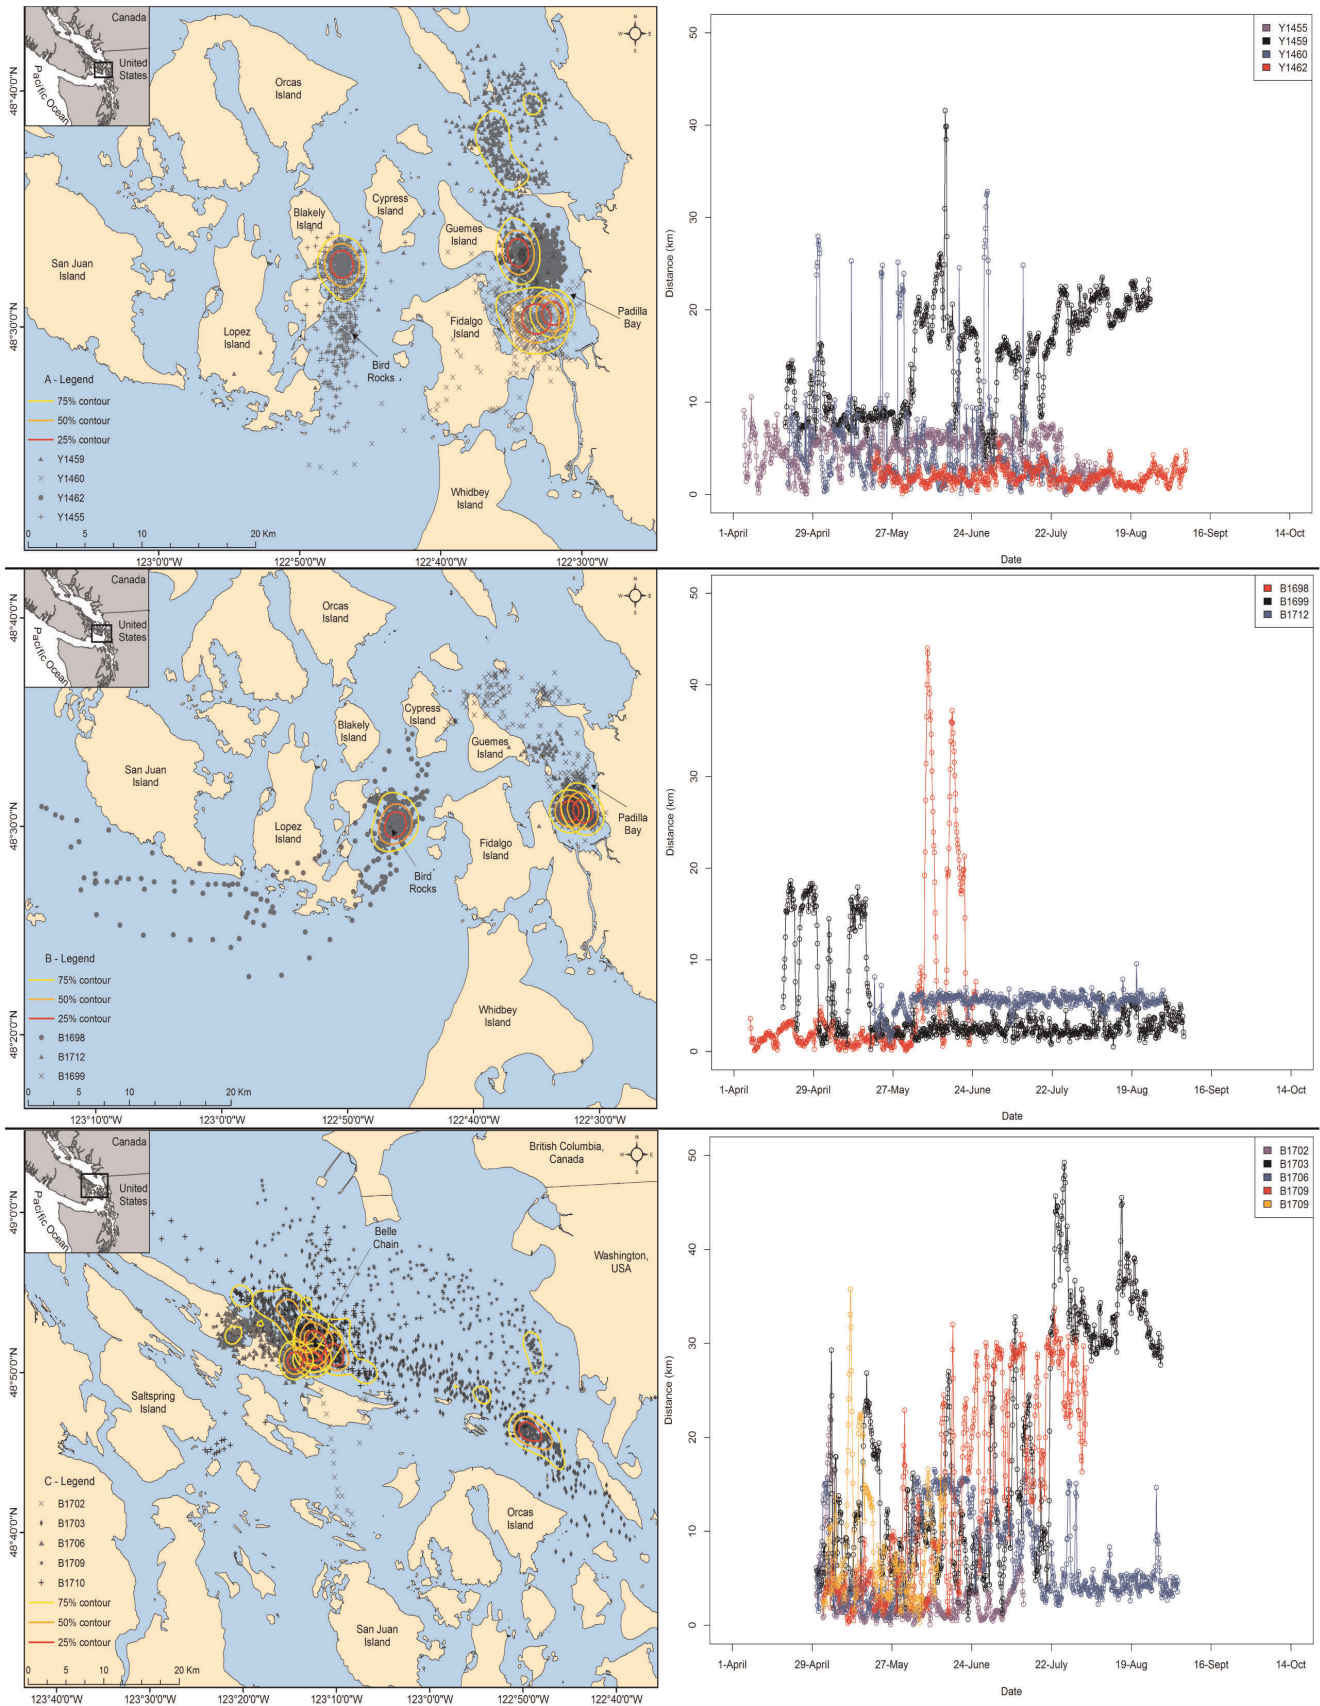 Canada
United
States
Pacific Ocean
N
W
E
S
Orcas
Island
Cypress
Island
Blakely
Island
Guemes
Island
San Juan
Island
Lopez
Island
Bird
Rocks
Fidalgo
Island
Padilla
Bay
Whidbey
Island
A - Legend
75% contour
50% contour
25% contour
Y1459
Y1460
Y1462
Y1455
0 5 10 20 Km
48°40'0"N
48°30'0"N
123°0'0"W
122°50'0"W
122°40'0"W
122°30'0"W
Y1455
Y1459
Y1460
Y1462
Distance (km)
50
40
30
20
10
0
1-April
29-April
27-May
24-June
22-July
19-Aug
16-Sept
14-Oct
Date
Canada
United
States
Pacific Ocean
N
W
E
S
Orcas
Island
Cypress
Island
Blakely
Island
Guemes
Island
San Juan
Island
Lopez
Island
Fidalgo
Island
Padilla
Bay
Bird
Rocks
Whidbey
Island
B - Legend
75% contour
50% contour
25% contour
B1698
B1712
B1699
0 5 10 20 Km
48°40'0"N
48°30'0"N
48°20'0"N
123°10'0"W
123°0'0"W
122°50'0"W
122°40'0"W
122°30'0"W
B1698
B1699
B1712
Distance (km)
50
40
30
20
10
0
1-April
29-April
27-May
24-June
22-July
19-Aug
16-Sept
14-Oct
Date
Canada
United
States
Pacific Ocean
British Columbia,
Canada
N
W
E
S
Belle
Chain
Washington,
USA
Saltspring
Island
Orcas
Island
San Juan
Island
C - Legend
B1702
B1703
B1706
B1709
B1710
75% contour
50% contour
25% contour
0 5 10 20 Km
49°0'0"N
48°50'0"N
48°40'0"N
123°40'0"W
123°30'0"W
123°20'0"W
123°10'0"W
123°0'0"W
122°50'0"W
122°40'0"W
B1702
B1703
B1706
B1709
B1709
Distance (km)
50
40
30
20
10
0
1-April
29-April
27-May
24-June
22-July
19-Aug
16-Sept
14-Oct
Date